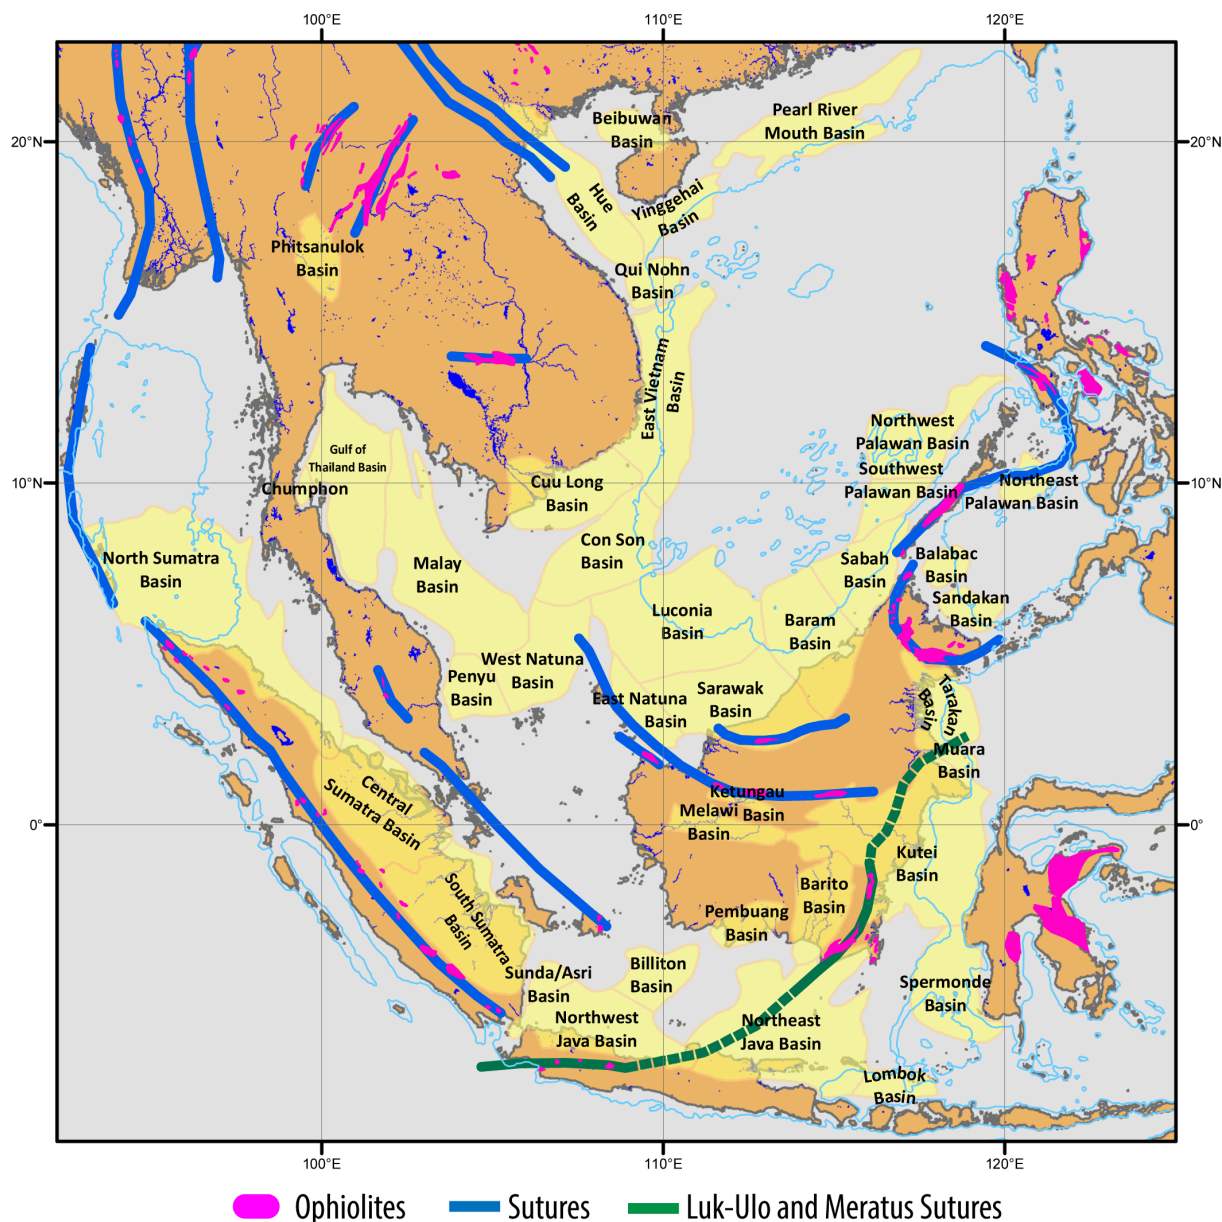 100°E
110°E
120°E
20°N
20°N
Beibuwan
Basin
Pearl River
Mouth Basin
Hue
Basin
Yinggehai
Basin
Phitsanulok
Basin
Qui Nohn
Basin
East Vietnam
Basin
Gulf of
Thailand Basin
Chumphon
10°N
10°N
Cuu Long
Basin
Northwest
Palawan Basin
Southwest
Palawan Basin
Northeast
Palawan Basin
North Sumatra
Basin
Malay
Basin
Con Son
Basin
Sabah
Basin
Balabac
Basin
Sandakan
Basin
Luconia
Basin
Baram
Basin
West Natuna
Basin
Penyu
Basin
East Natuna
Basin
Sarawak
Basin
Tarakan
Basin
Muara
Basin
Central
Sumatra Basin
Ketungau
Basin
Melawi
Basin
0°
0°
Kutei
Basin
South Sumatra
Basin
Barito
Basin
Pembuang
Basin
Sunda/Asri
Basin
Billiton
Basin
Spermonde
Basin
Northwest
Java Basin
Northeast
Java Basin
Lombok
Basin
100°E
110°E
120°E
Ophiolites
Sutures
Luk-Ulo and Meratus Sutures